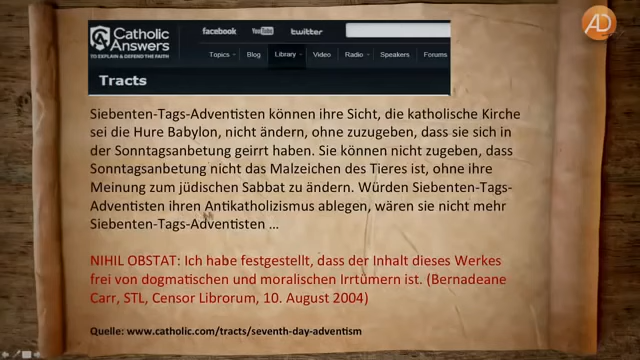 AD
Catholic
Answers
TO EXPLAIN & DEFEND THE FAITH
facebook YouTube twitter
Topics Blog Library Video Radio Speakers Forums
Tracts
Siebenten-Tags-Adventisten können ihre Sicht, die katholische Kirche
sei die Hure Babylon, nicht ändern, ohne zuzugeben, dass sie sich in
der Sonntagsanbetung geirrt haben. Sie können nicht zugeben, dass
Sonntagsanbetung nicht das Malzeichen des Tieres ist, ohne ihre
Meinung zum jüdischen Sabbat zu ändern. Würden Siebenten-Tags-
Adventisten ihren Antikatholizismus ablegen, wären sie nicht mehr
Siebenten-Tags-Adventisten ...
NIHIL OBSTAT: Ich habe festgestellt, dass der Inhalt dieses Werkes
frei von dogmatischen und moralischen Irrtümern ist. (Bernadeane
Carr, STL, Censor Librorum, 10. August 2004)
Quelle: www.catholic.com/tracts/seventh-day-adventism